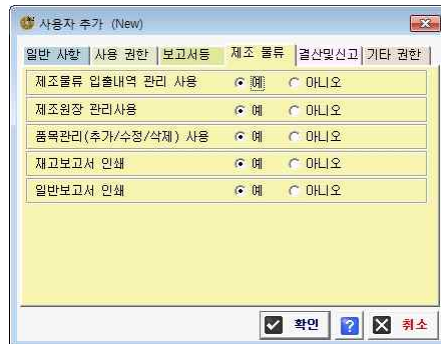 사용자 추가 (New)
일반 사항 사용 권한 보고서등 제조 물류 결산및신고 기타 권한
제조물류 입출내역 관리 사용 예 아니오
제조원장 관리사용 예 아니오
품목관리(추가/수정/삭제) 사용 예 아니오
재고보고서 인쇄 예 아니오
일반보고서 인쇄 예 아니오
확인 ? 취소